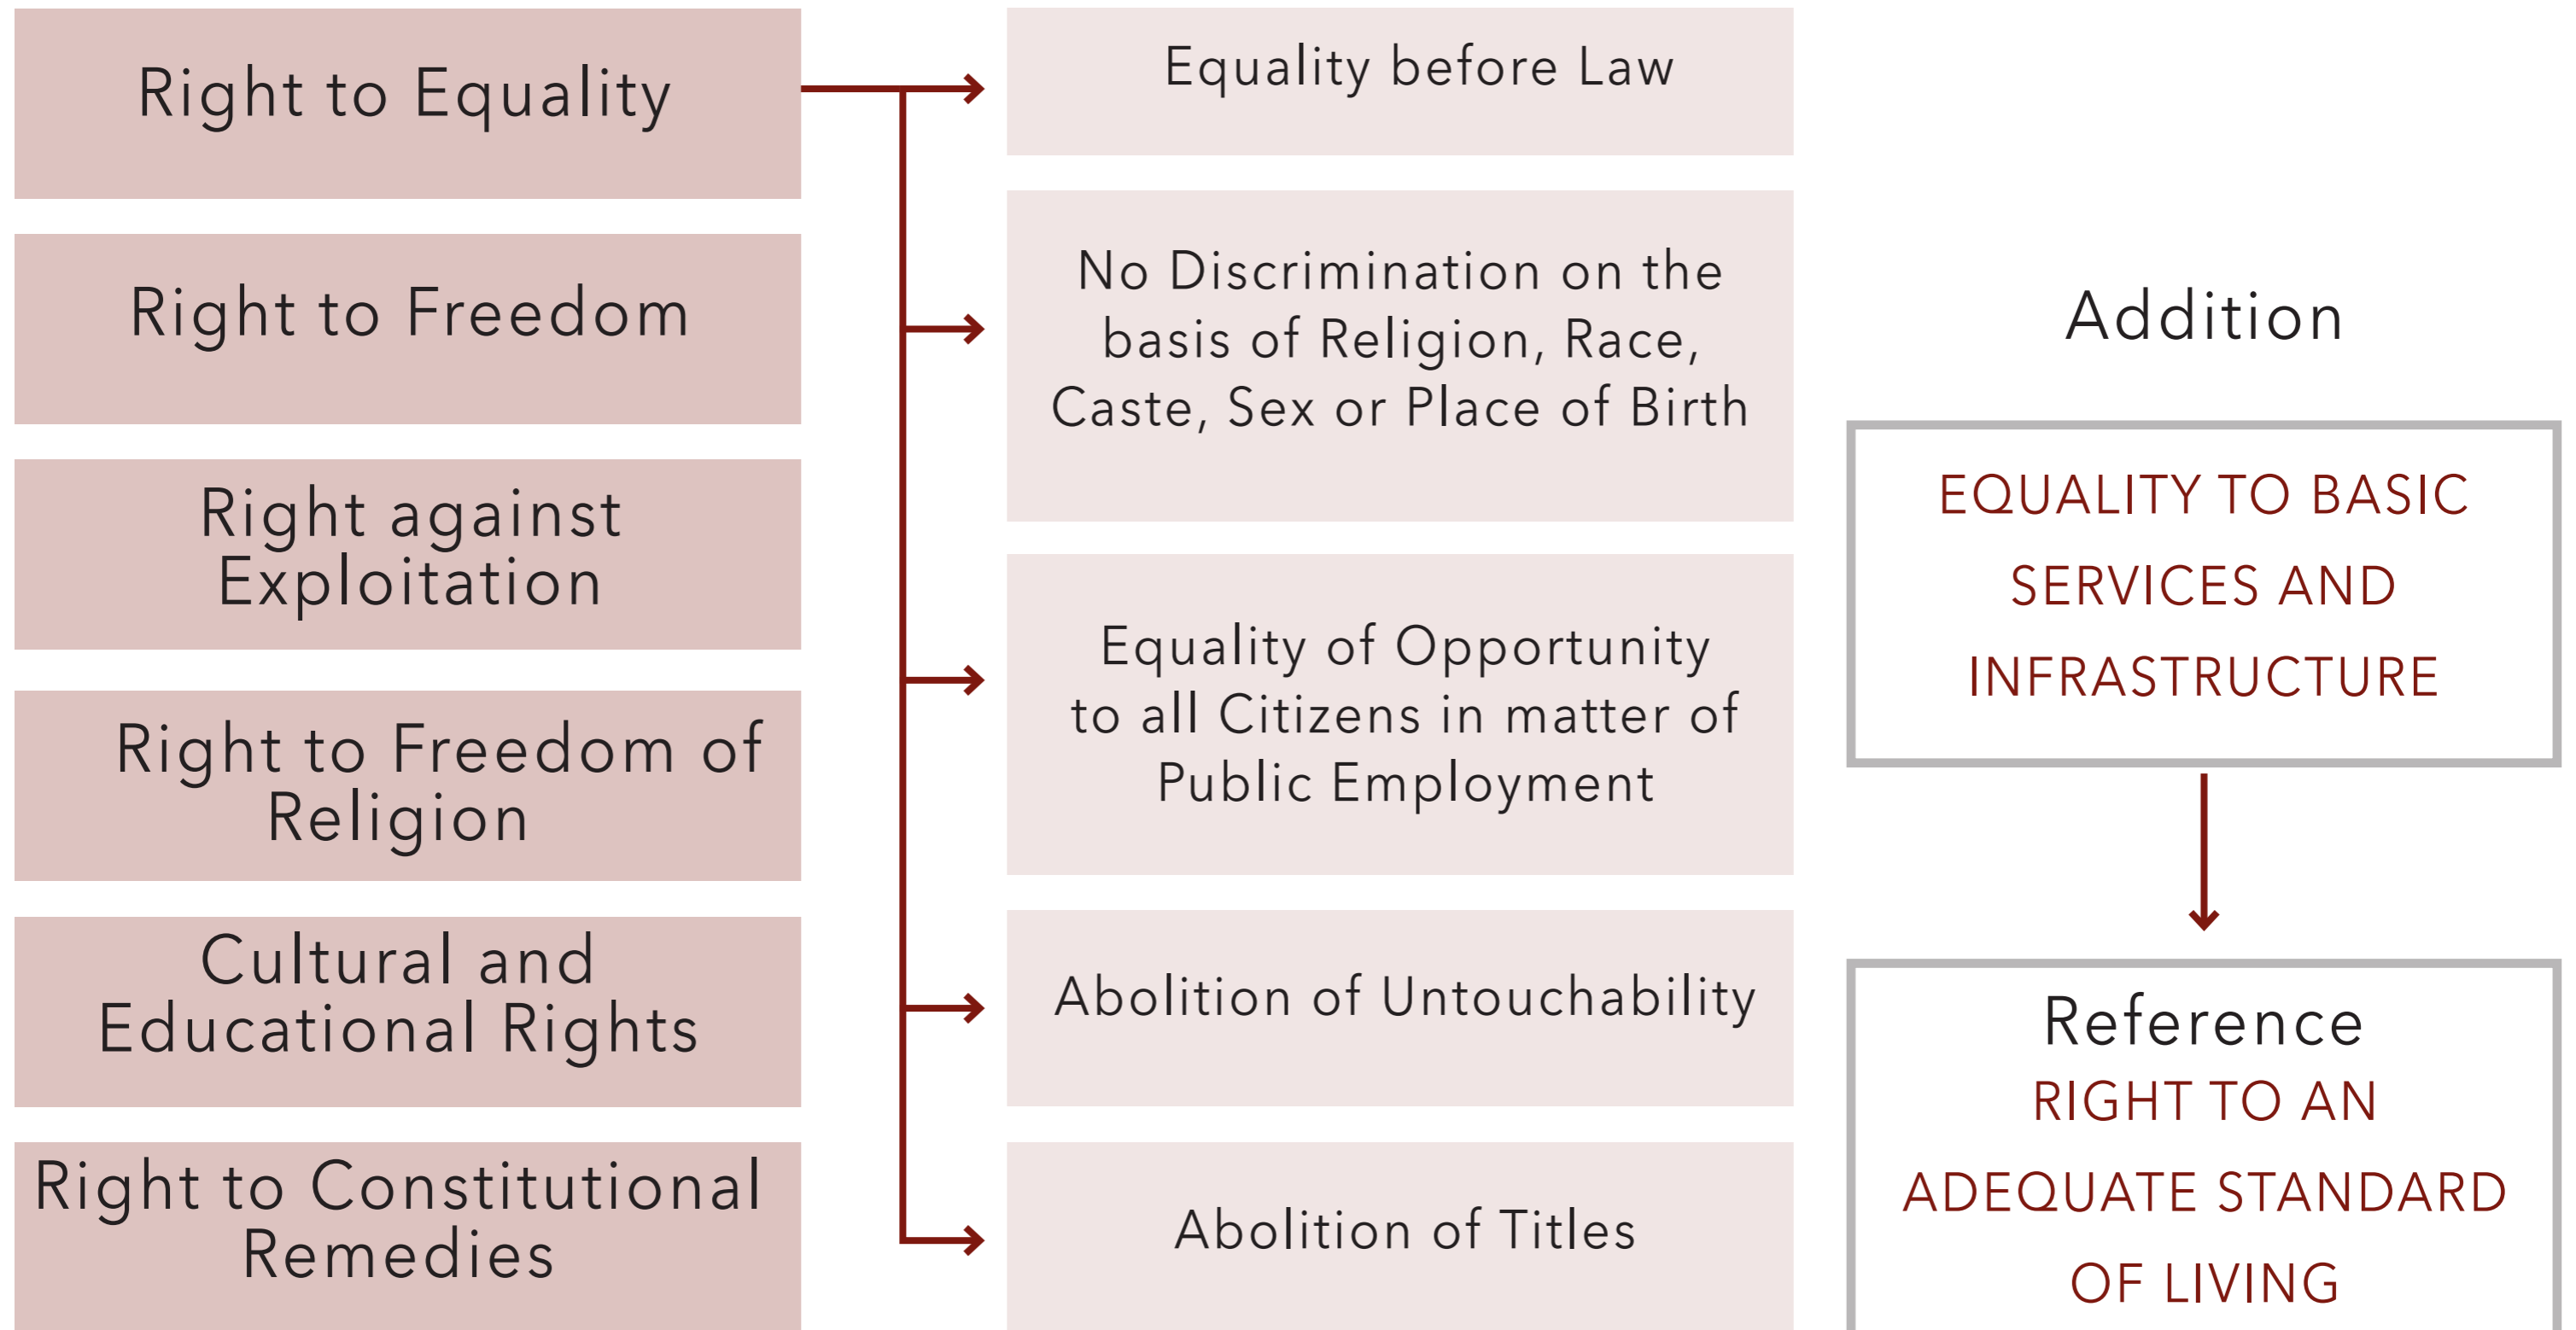 Right to Equality
Right to Freedom
Right against
Exploitation
Right to Freedom of
Religion
Cultural and
Educational Rights
Right to Constitutional
Remedies
Equality before Law
No Discrimination on the
basis of Religion, Race,
Caste, Sex or Place of Birth
Equality of Opportunity
to all Citizens in matter of
Public Employment
Abolition of Untouchability
Abolition of Titles
Addition
EQUALITY TO BASIC
SERVICES AND
INFRASTRUCTURE
Reference
RIGHT TO AN
ADEQUATE STANDARD
OF LIVING